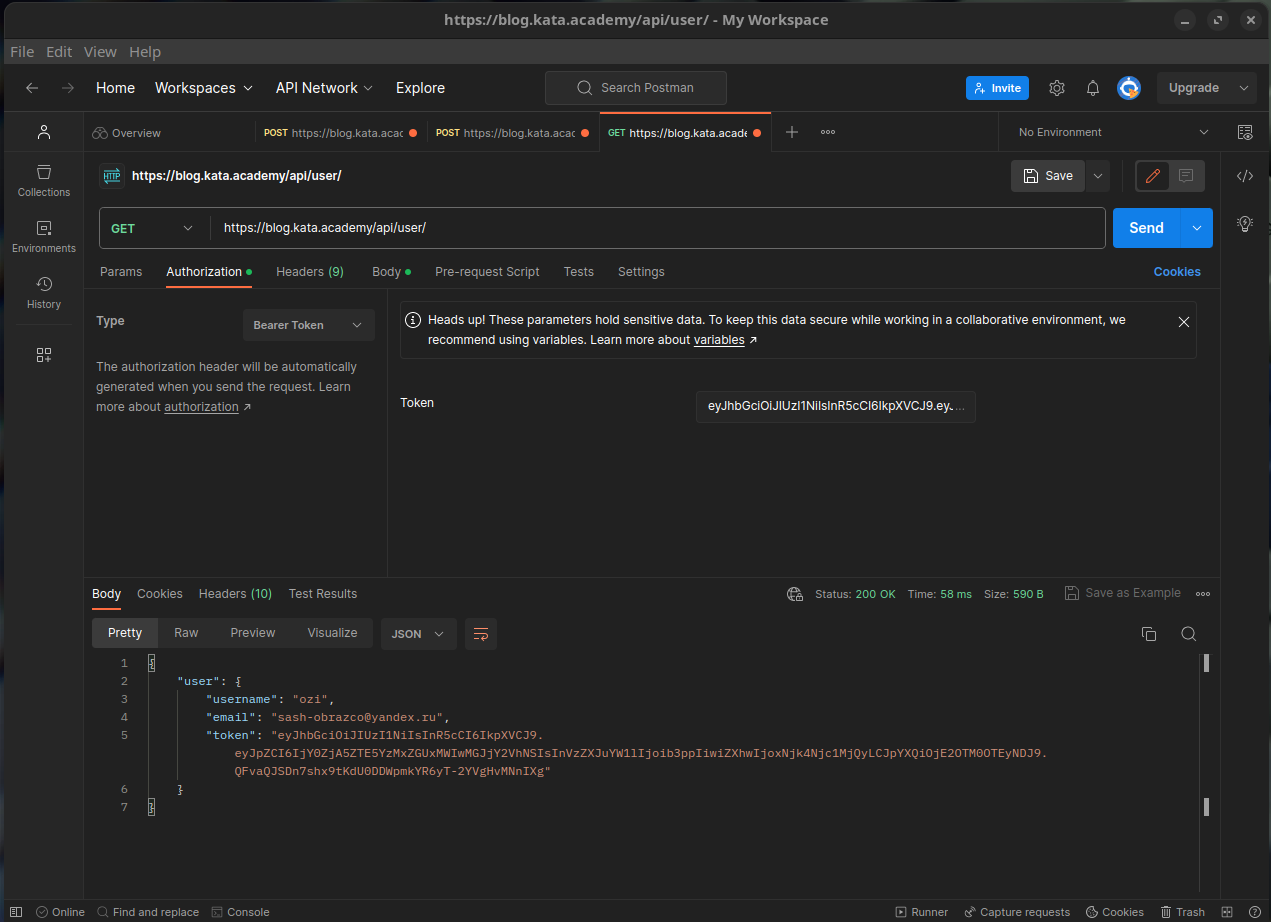 https://blog.kata.academy/api/user/ - My Workspace
File Edit View Help
Home Workspaces API Network Explore Search Postman Invite Upgrade
Overview POST https://blog.kata.acac POST https://blog.kata.acac GET https://blog.kata.acade No Environment
https://blog.kata.academy/api/user/ Save
Collections
Environments
History
GET https://blog.kata.academy/api/user/ Send
Params Authorization Headers (9) Body Pre-request Script Tests Settings Cookies
Type Bearer Token
The authorization header will be automatically
generated when you send the request. Learn
more about authorization ↗
Heads up! These parameters hold sensitive data. To keep this data secure while working in a collaborative environment, we
recommend using variables. Learn more about variables ↗
Token eyJhbGciOiJIUzI1NiIsInR5cCI6IkpXVCJ9.eyJ...
Body Cookies Headers (10) Test Results Status: 200 OK Time: 58 ms Size: 590 B Save as Example
Pretty Raw Preview Visualize JSON
1 {
2 "user": {
3 "username": "ozi",
4 "email": "sash-obrazco@yandex.ru",
5 "token": "eyJhbGciOiJIUzI1NiIsInR5cCI6IkpXVCJ9.
eyJpZCI6IjY0ZjA5ZTE5YzMxZGUxMWIwMGJjY2VhNSIsInVzZXJuYW1lIjoib3ppIiwiZXhwIjoxNjk4Njc1MjQyLCJpYXQiOjE2OTM0OTEyNDJ9.
QFvaQJSDn7shx9tKdU0DDWpmkYR6yT-2YVgHvMNnIXg"
6 }
7 }
Online Find and replace Console Runner Capture requests Cookies Trash